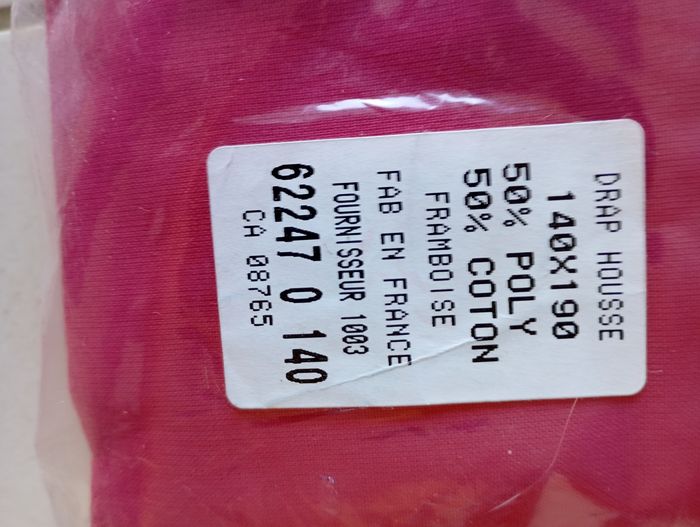 DRAP HOUSSE
140X190
50% POLY
50% COTON
FRAMBOISE
FAB EN FRANCE
FOURNISSEUR 1003
62247 0 140
CA 08765